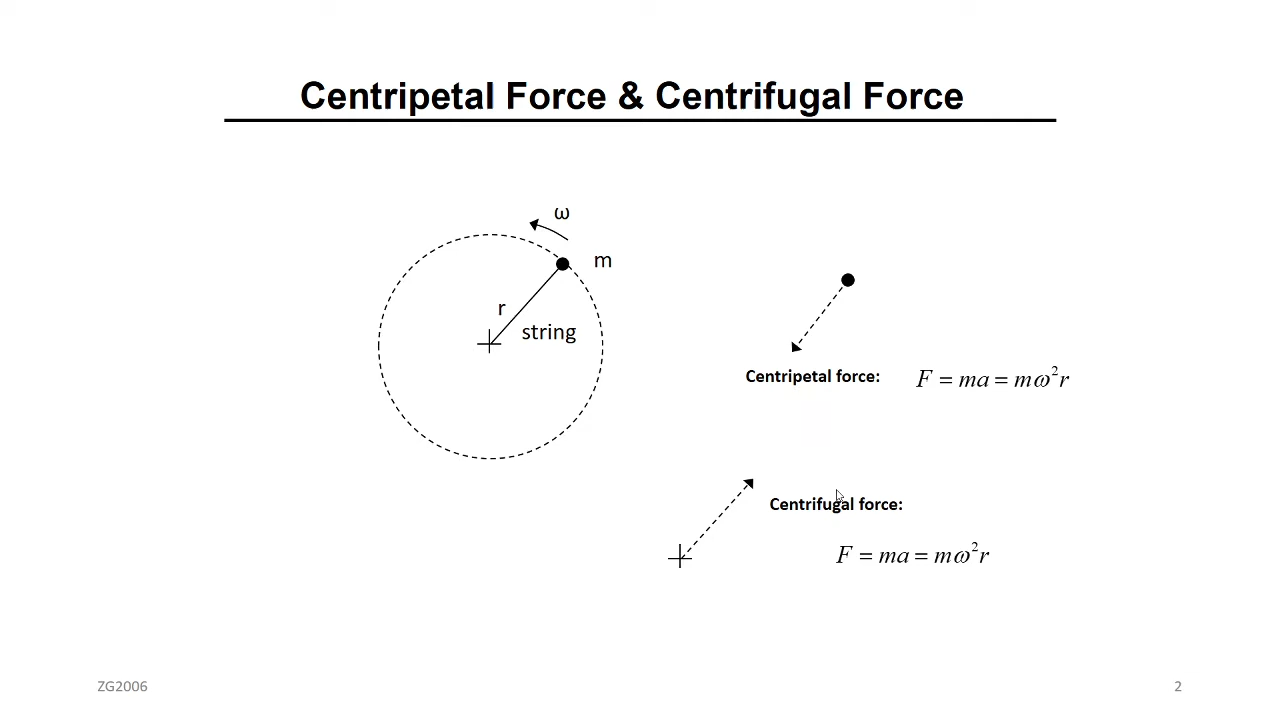 Centripetal Force & Centrifugal Force
ω
m
r
string
Centripetal force: F = ma = mω²r
Centrifugal force:
F = ma = mω²r
ZG2006
2